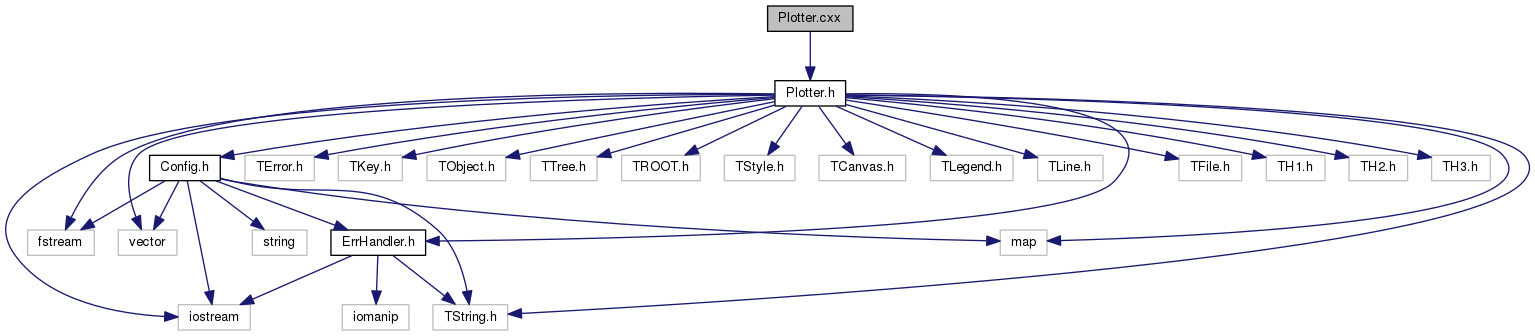 Plotter.cxx
Plotter.h
Config.h
TError.h
TKey.h
TObject.h
TTree.h
TROOT.h
TStyle.h
TCanvas.h
TLegend.h
TLine.h
TFile.h
TH1.h
TH2.h
TH3.h
fstream
vector
string
ErrHandler.h
map
iostream
iomanip
TString.h